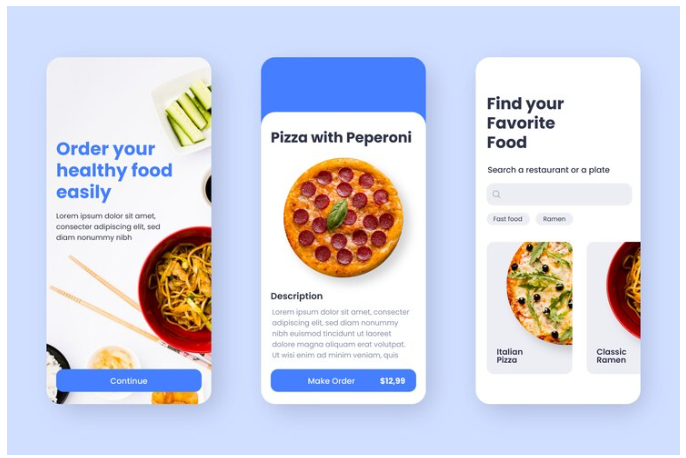 Order your
healthy food
easily
Lorem ipsum dolor sit amet,
consecter adipiscing elit, sed
diam nonummy nibh
Continue
Pizza with Peperoni
Description
Lorem ipsum dolor sit amet, consecter
adipiscing elit, sed diam nonummy
nibh euismod tincidunt ut laoreet
dolore magna aliquam erat volutpat.
Ut wisi enim ad minim veniam, quis
Make Order $12,99
Find your
Favorite
Food
Search a restaurant or a plate
Fast food Ramen
Italian
Pizza
Classic
Ramen